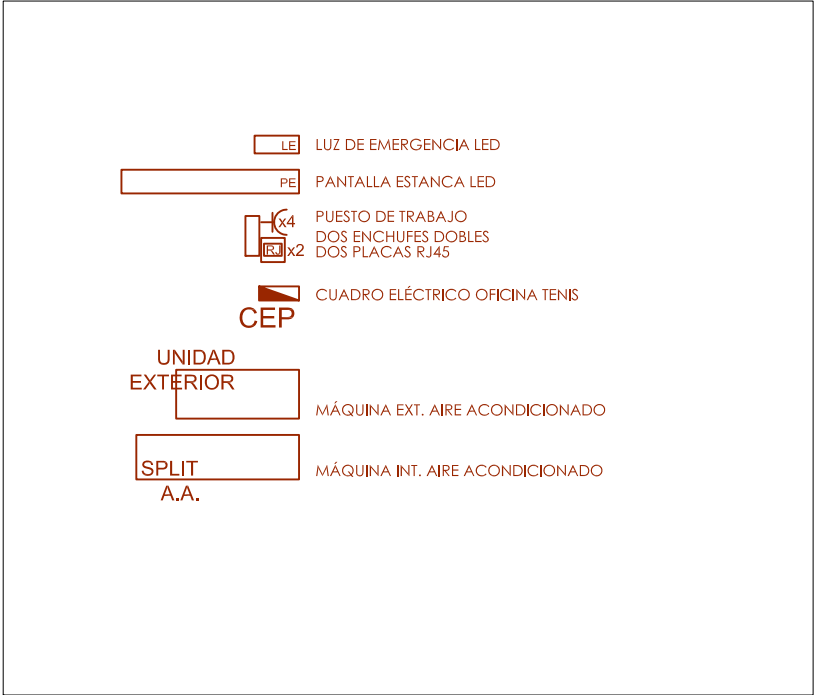 LE LUZ DE EMERGENCIA LED
PE PANTALLA ESTANCA LED
x4 PUESTO DE TRABAJO
DOS ENCHUFES DOBLES
RJ x2 DOS PLACAS RJ45
CUADRO ELÉCTRICO OFICINA TENIS
CEP
UNIDAD
EXTERIOR
MÁQUINA EXT. AIRE ACONDICIONADO
SPLIT MÁQUINA INT. AIRE ACONDICIONADO
A.A.